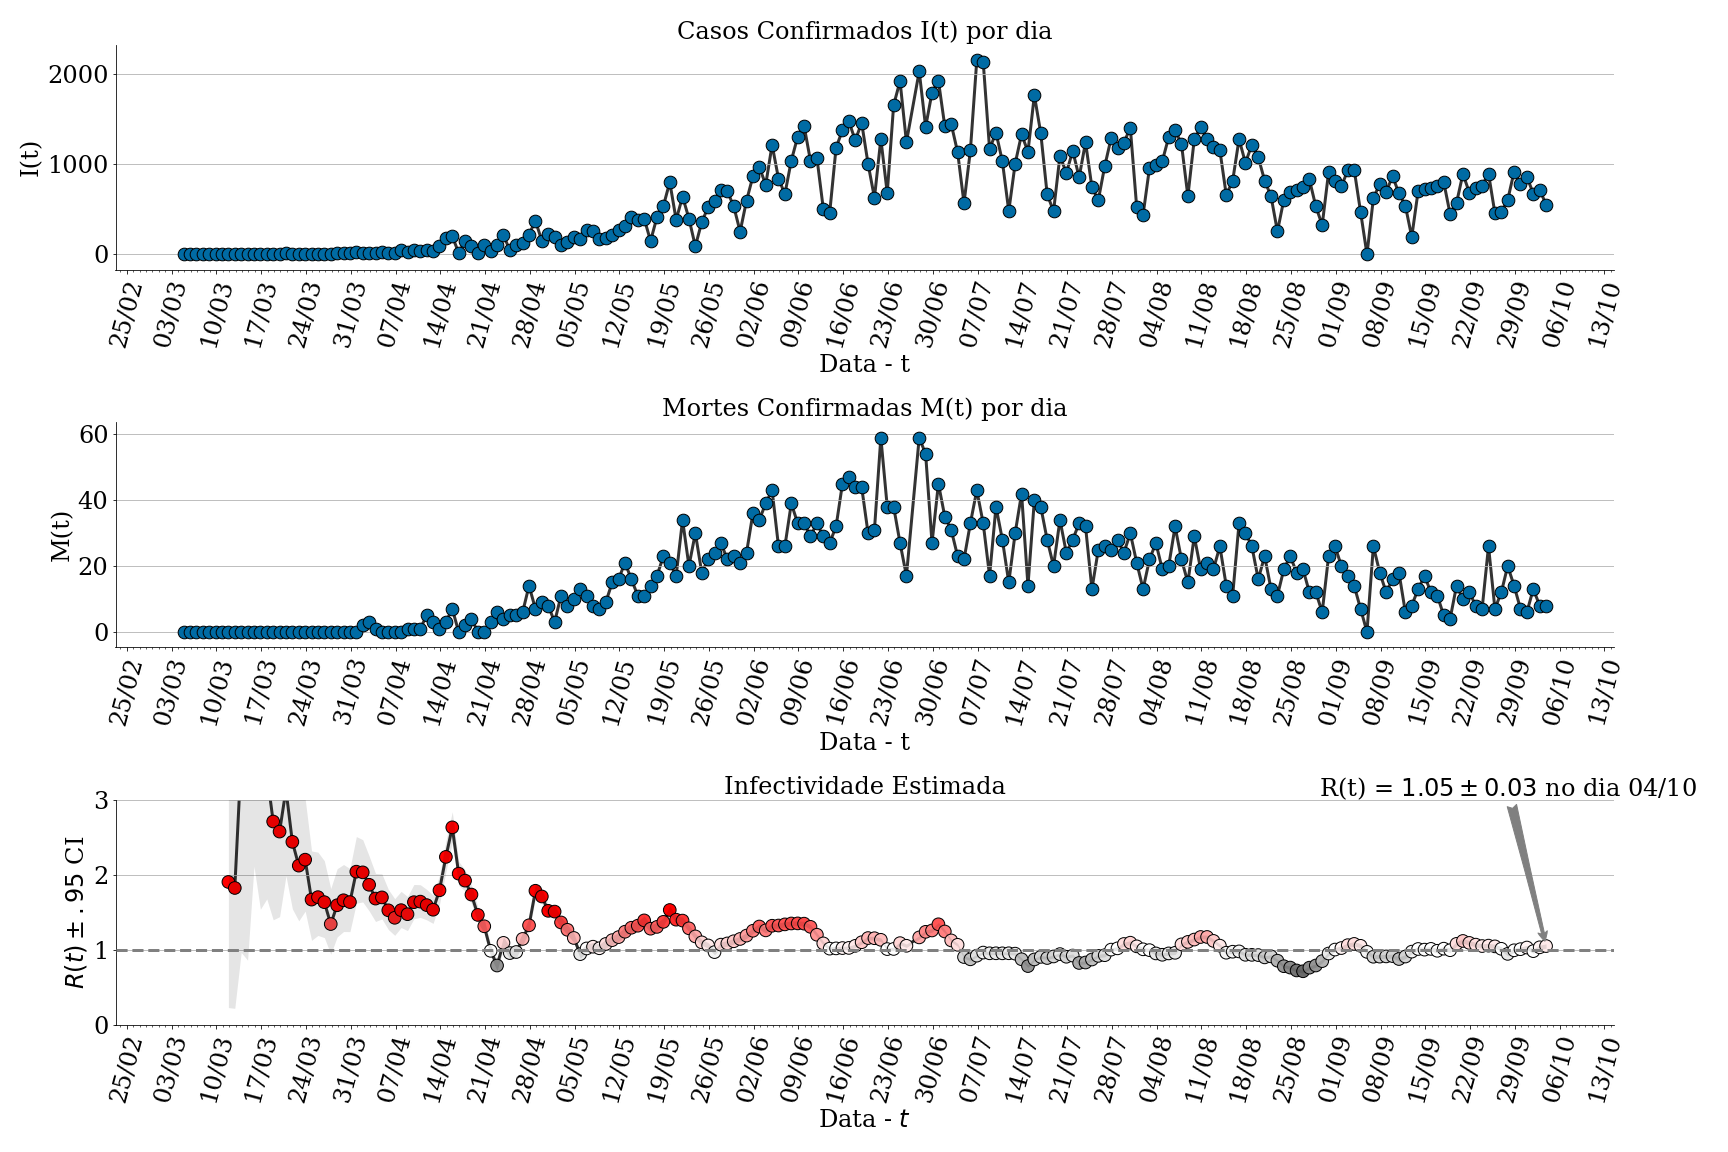 Casos Confirmados I(t) por dia
I(t)
2000
1000
0
25/02 03/03 10/03 17/03 24/03 31/03 07/04 14/04 21/04 28/04 05/05 12/05 19/05 26/05 02/06 09/06 16/06 23/06 30/06 07/07 14/07 21/07 28/07 04/08 11/08 18/08 25/08 01/09 08/09 15/09 22/09 29/09 06/10 13/10
Data - t
Mortes Confirmadas M(t) por dia
M(t)
60
40
20
0
25/02 03/03 10/03 17/03 24/03 31/03 07/04 14/04 21/04 28/04 05/05 12/05 19/05 26/05 02/06 09/06 16/06 23/06 30/06 07/07 14/07 21/07 28/07 04/08 11/08 18/08 25/08 01/09 08/09 15/09 22/09 29/09 06/10 13/10
Data - t
Infectividade Estimada
R(t) = 1.05 ± 0.03 no dia 04/10
R(t) ± .95 CI
3
2
1
0
25/02 03/03 10/03 17/03 24/03 31/03 07/04 14/04 21/04 28/04 05/05 12/05 19/05 26/05 02/06 09/06 16/06 23/06 30/06 07/07 14/07 21/07 28/07 04/08 11/08 18/08 25/08 01/09 08/09 15/09 22/09 29/09 06/10 13/10
Data - t